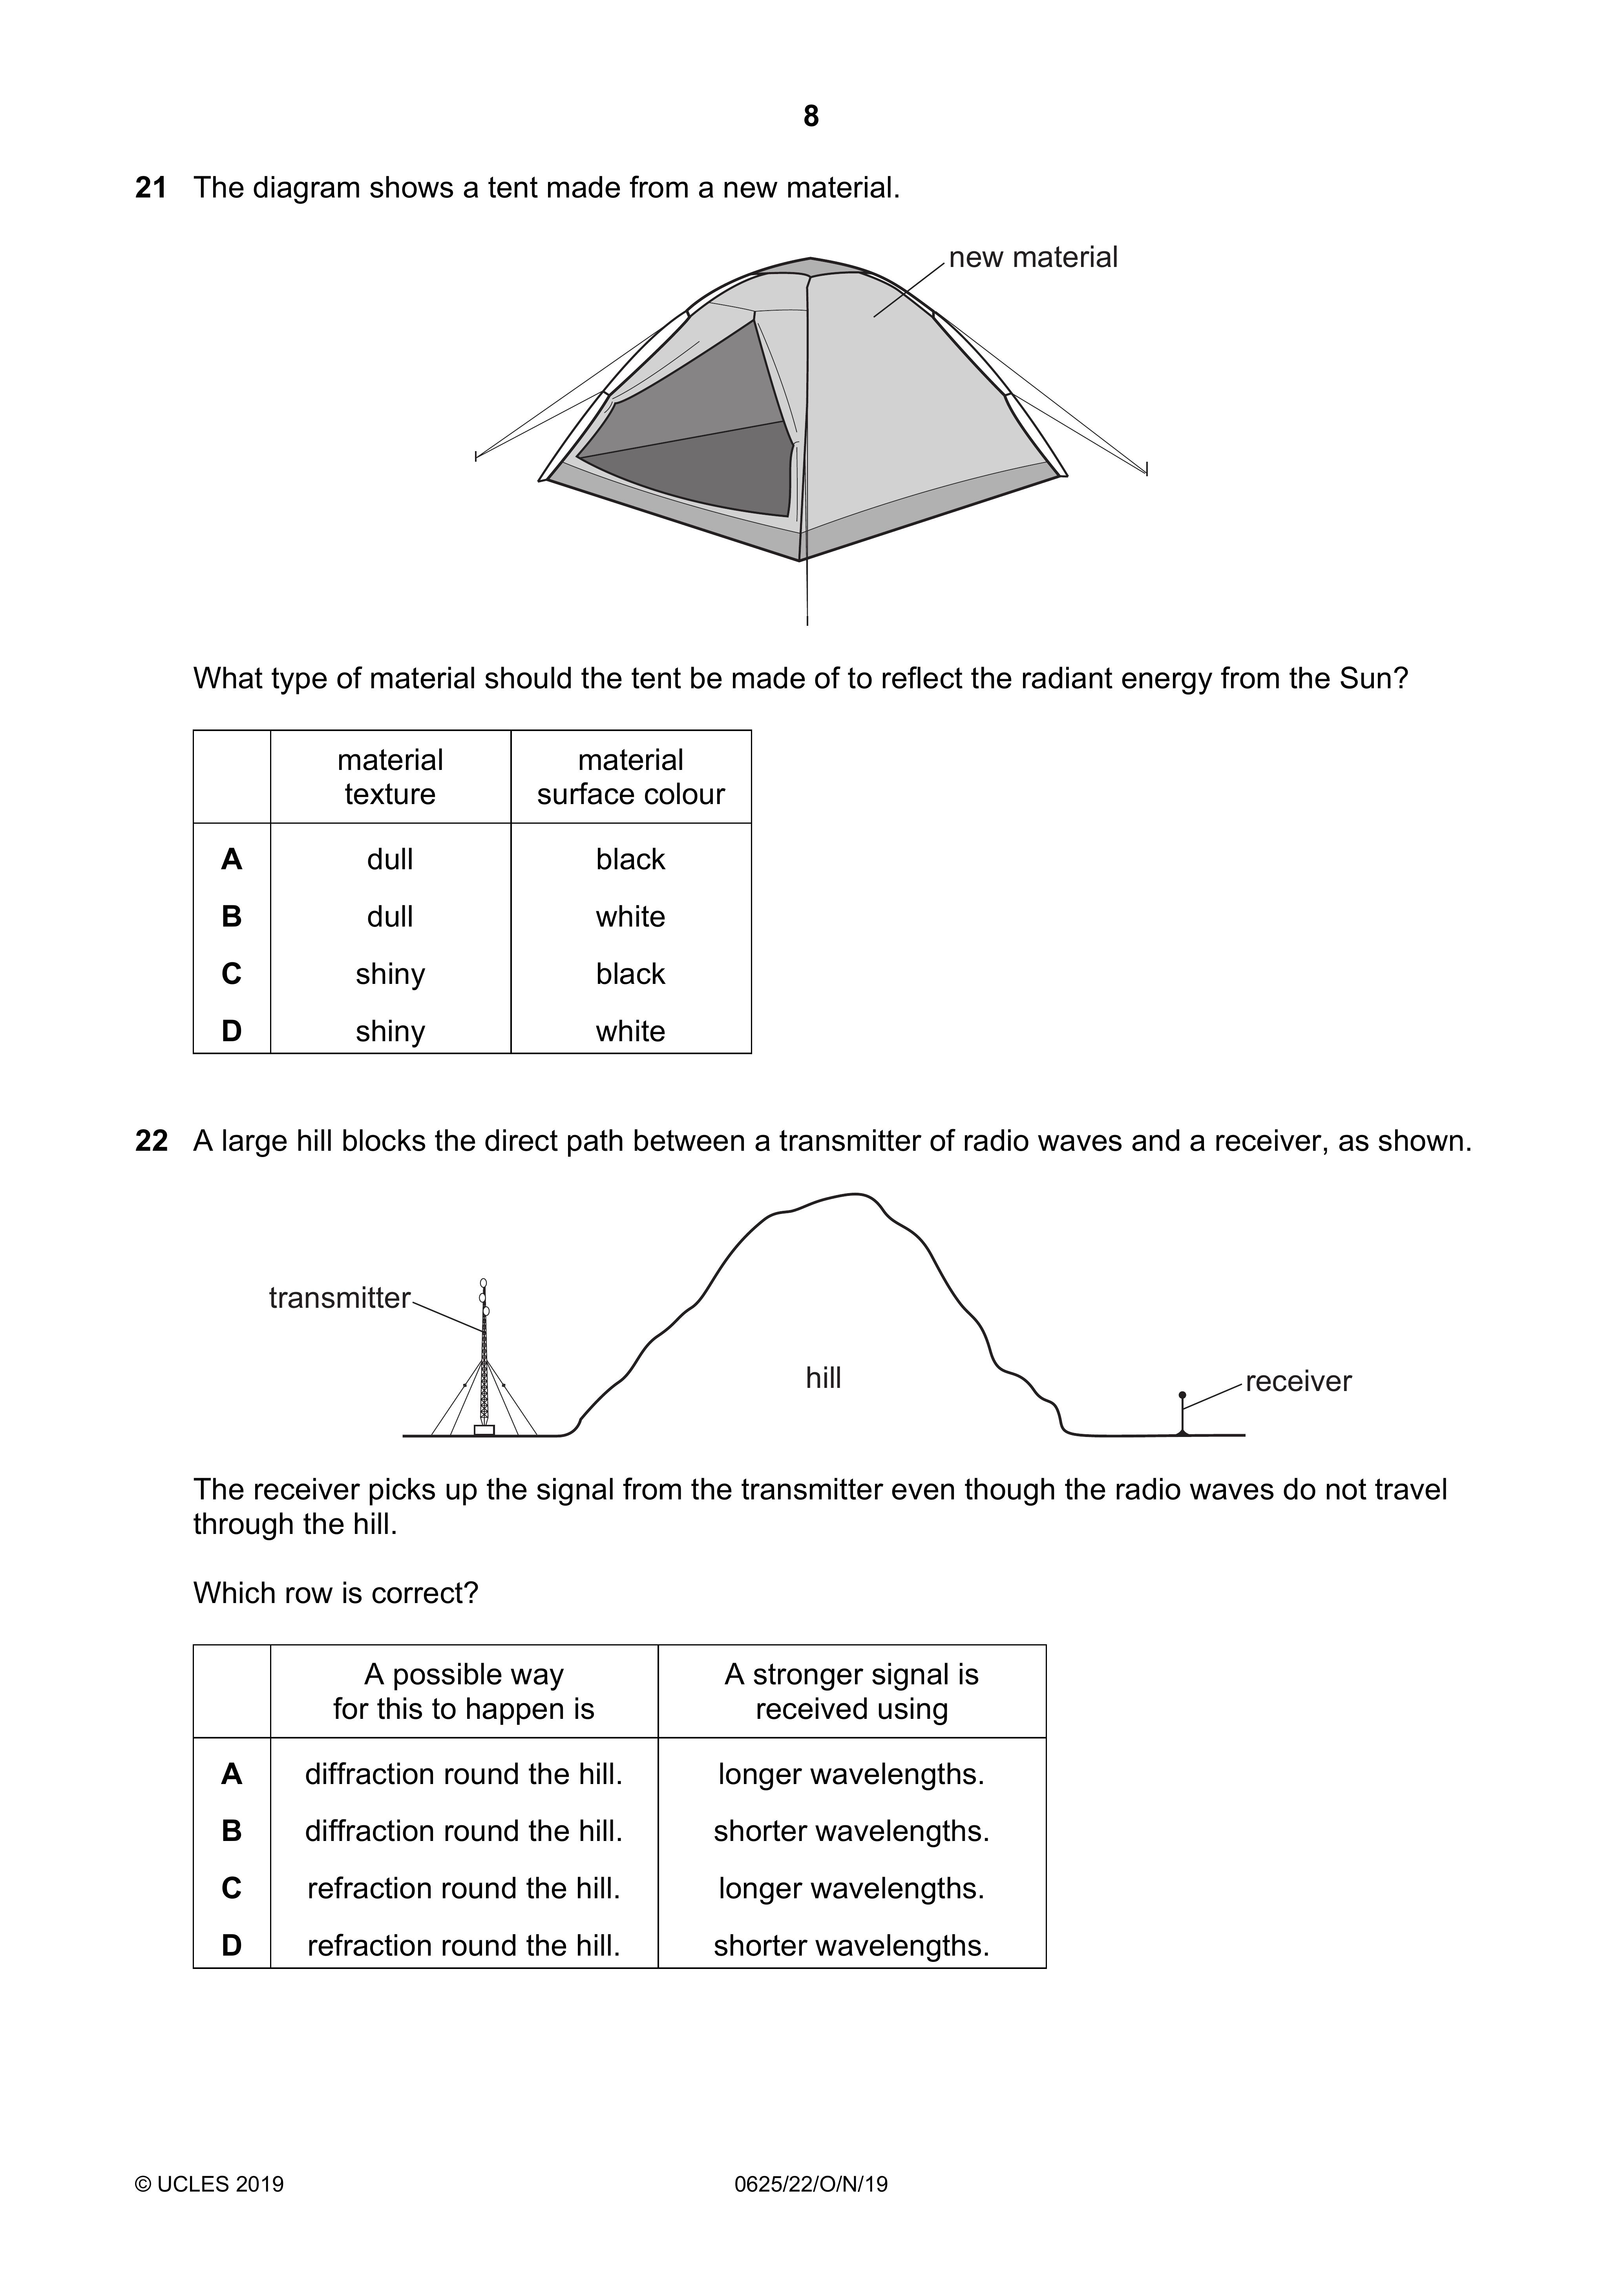 8
21 The diagram shows a tent made from a new material.
new material
What type of material should the tent be made of to reflect the radiant energy from the Sun?
material texture material surface colour
A dull black
B dull white
C shiny black
D shiny white
22 A large hill blocks the direct path between a transmitter of radio waves and a receiver, as shown.
transmitter
hill
receiver
The receiver picks up the signal from the transmitter even though the radio waves do not travel
through the hill.
Which row is correct?
A possible way for this to happen is A stronger signal is received using
A diffraction round the hill. longer wavelengths.
B diffraction round the hill. shorter wavelengths.
C refraction round the hill. longer wavelengths.
D refraction round the hill. shorter wavelengths.
© UCLES 2019 0625/22/O/N/19